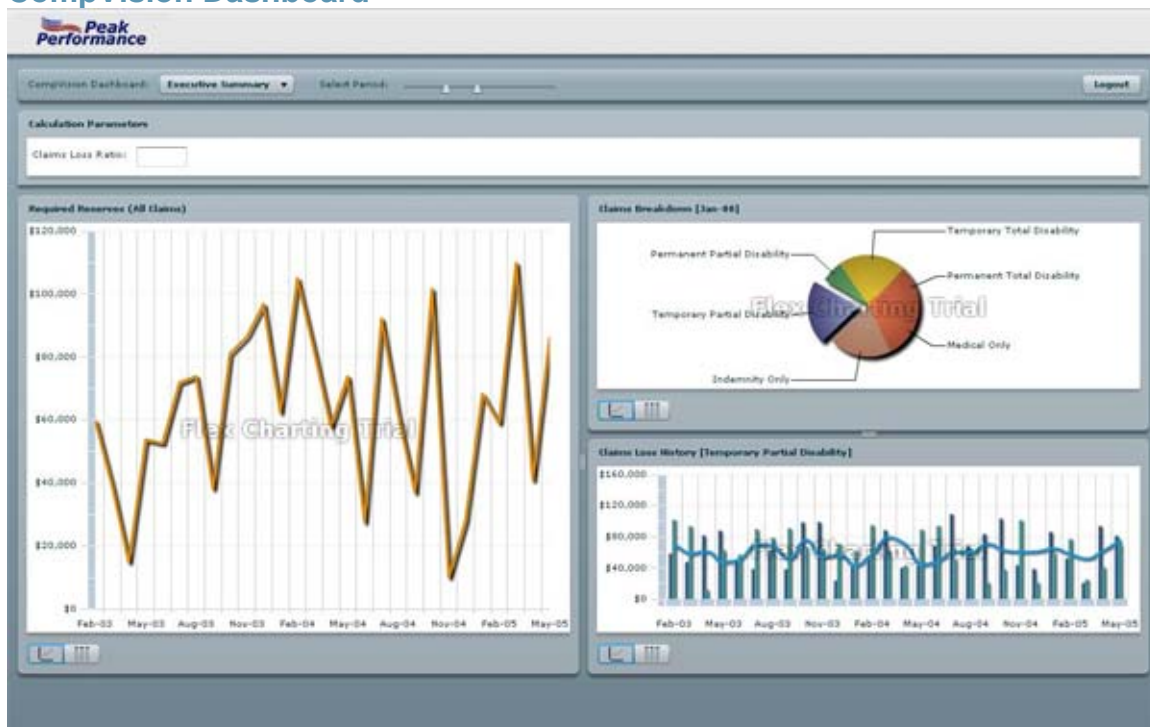 CompVision Dashboard
Peak
Performance
CompVision Dashboard: Executive Summary Select Period: Logout
Calculation Parameters
Claims Loss Ratio:
Required Reserves (All Claims)
$120,000
$100,000
$80,000
$60,000
$40,000
$20,000
$0
Feb-03 May-03 Aug-03 Nov-03 Feb-04 May-04 Aug-04 Nov-04 Feb-05 May-05
Flex Charting Trial
Claims Breakdown [Jan-06]
Temporary Total Disability
Permanent Partial Disability
Permanent Total Disability
Flex Charting Trial
Temporary Partial Disability
Medical Only
Indemnity Only
Claims Loss History [Temporary Partial Disability]
$160,000
$120,000
$80,000
$40,000
$0
Flex Charting Trial
Feb-03 May-03 Aug-03 Nov-03 Feb-04 May-04 Aug-04 Nov-04 Feb-05 May-05